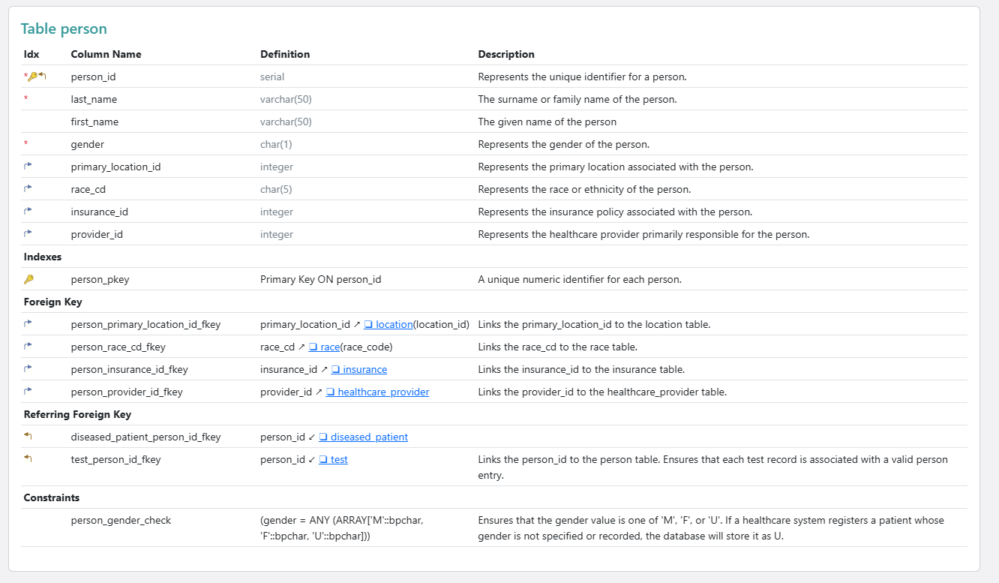 Table person
Idx Column Name Definition Description
* person_id serial Represents the unique identifier for a person.
* last_name varchar(50) The surname or family name of the person.
first_name varchar(50) The given name of the person
* gender char(1) Represents the gender of the person.
primary_location_id integer Represents the primary location associated with the person.
race_cd char(5) Represents the race or ethnicity of the person.
insurance_id integer Represents the insurance policy associated with the person.
provider_id integer Represents the healthcare provider primarily responsible for the person.
Indexes
person_pkey Primary Key ON person_id A unique numeric identifier for each person.
Foreign Key
person_primary_location_id_fkey primary_location_id ↗ ❏ location(location_id) Links the primary_location_id to the location table.
person_race_cd_fkey race_cd ↗ ❏ race(race_code) Links the race_cd to the race table.
person_insurance_id_fkey insurance_id ↗ ❏ insurance Links the insurance_id to the insurance table.
person_provider_id_fkey provider_id ↗ ❏ healthcare_provider Links the provider_id to the healthcare_provider table.
Referring Foreign Key
diseased_patient_person_id_fkey person_id ↙ ❏ diseased_patient
test_person_id_fkey person_id ↙ ❏ test Links the person_id to the person table. Ensures that each test record is associated with a valid person
entry.
Constraints
person_gender_check (gender = ANY (ARRAY['M'::bpchar, Ensures that the gender value is one of 'M', 'F', or 'U'. If a healthcare system registers a patient whose
'F'::bpchar, 'U'::bpchar])) gender is not specified or recorded, the database will store it as U.